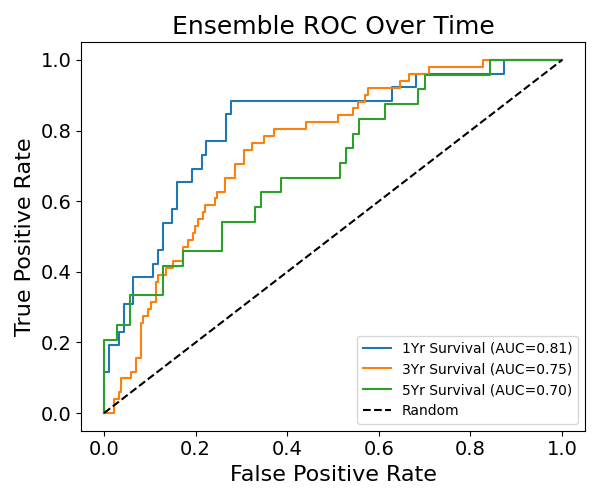 Ensemble ROC Over Time
True Positive Rate
1.0
0.8
0.6
0.4
0.2
0.0
1Yr Survival (AUC=0.81)
3Yr Survival (AUC=0.75)
5Yr Survival (AUC=0.70)
Random
0.0 0.2 0.4 0.6 0.8 1.0
False Positive Rate